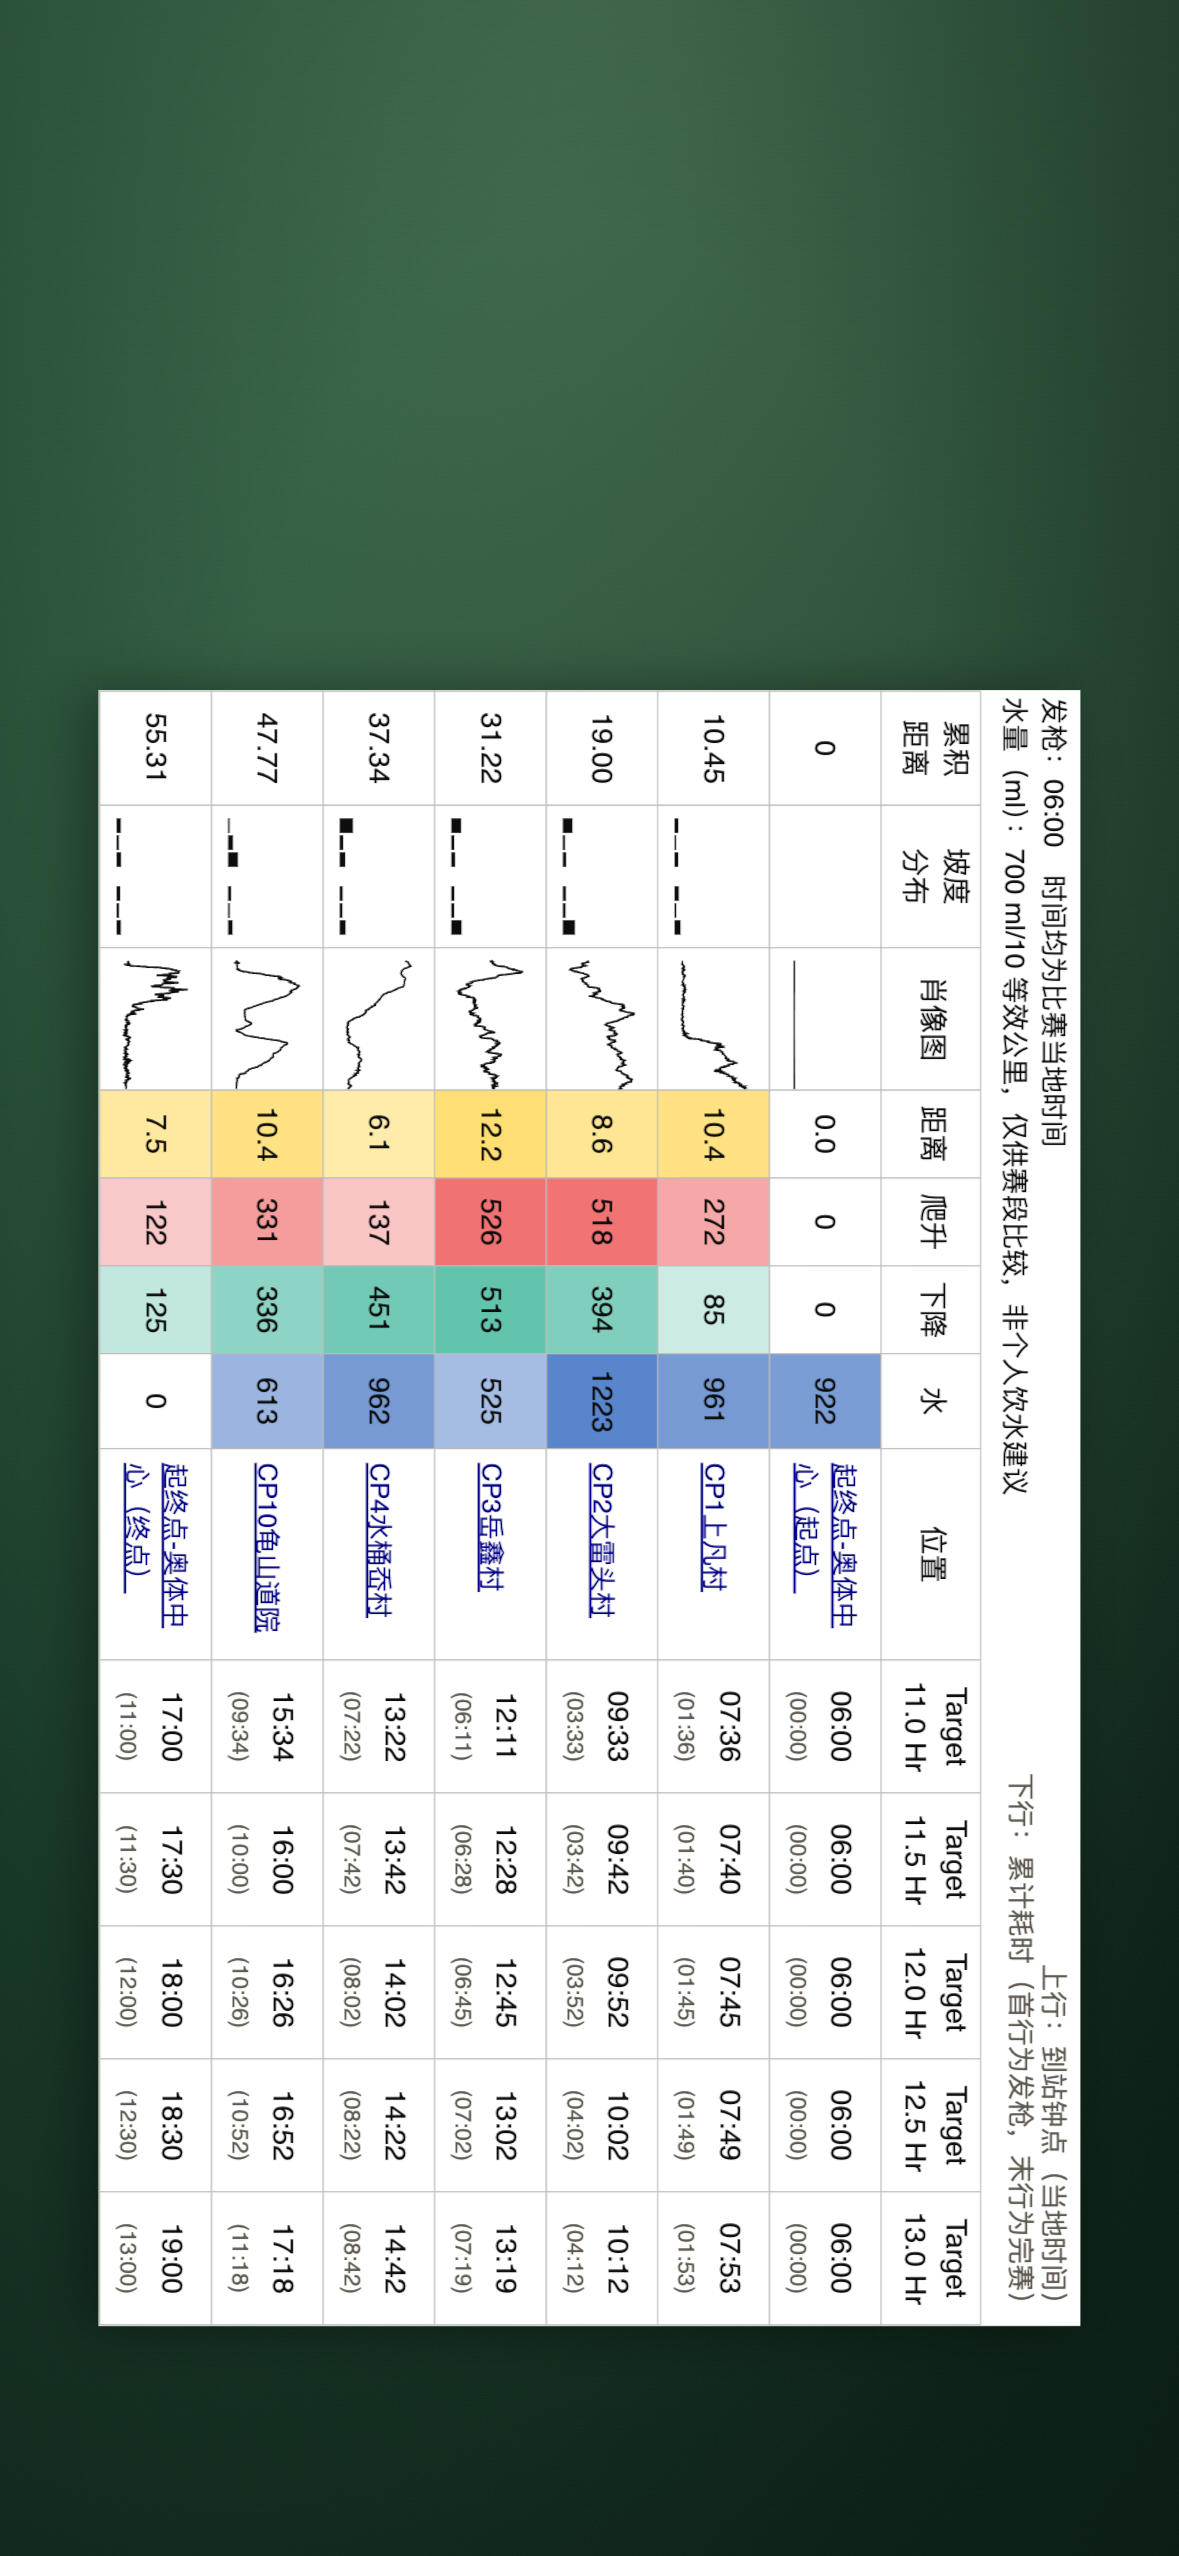 发枪：06:00 时间均为比赛当地时间
上行：到站钟点（当地时间）
水量（ml）：700 ml/10 等效公里，仅供赛段比较，非个人饮水建议
下行：累计耗时（首行为发枪，末行为完赛）
累积 坡度 肖像图 距离 爬升 下降 水 位置 Target Target Target Target Target
距离 分布 11.0 Hr 11.5 Hr 12.0 Hr 12.5 Hr 13.0 Hr
0 0.0 0 0 922 起终点-奥体中 06:00 06:00 06:00 06:00 06:00
心（起点） (00:00) (00:00) (00:00) (00:00) (00:00)
10.45 10.4 272 85 961 CP1上凡村 07:36 07:40 07:45 07:49 07:53
(01:36) (01:40) (01:45) (01:49) (01:53)
19.00 8.6 518 394 1223 CP2大雷头村 09:33 09:42 09:52 10:02 10:12
(03:33) (03:42) (03:52) (04:02) (04:12)
31.22 12.2 526 513 525 CP3岳鑫村 12:11 12:28 12:45 13:02 13:19
(06:11) (06:28) (06:45) (07:02) (07:19)
37.34 6.1 137 451 962 CP4水桶岙村 13:22 13:42 14:02 14:22 14:42
(07:22) (07:42) (08:02) (08:22) (08:42)
47.77 10.4 331 336 613 CP10龟山道院 15:34 16:00 16:26 16:52 17:18
(09:34) (10:00) (10:26) (10:52) (11:18)
55.31 7.5 122 125 0 起终点-奥体中 17:00 17:30 18:00 18:30 19:00
心（终点） (11:00) (11:30) (12:00) (12:30) (13:00)